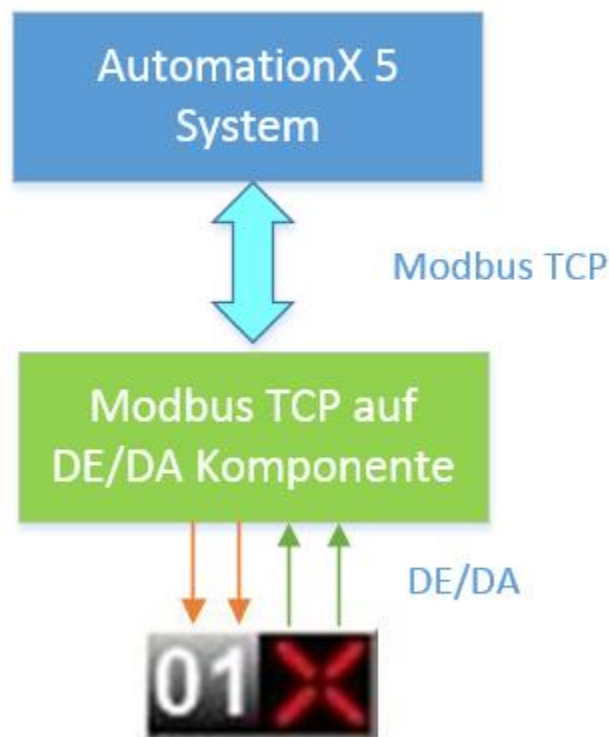 AutomationX 5
System
Modbus TCP
Modbus TCP auf
DE/DA Komponente
DE/DA
01